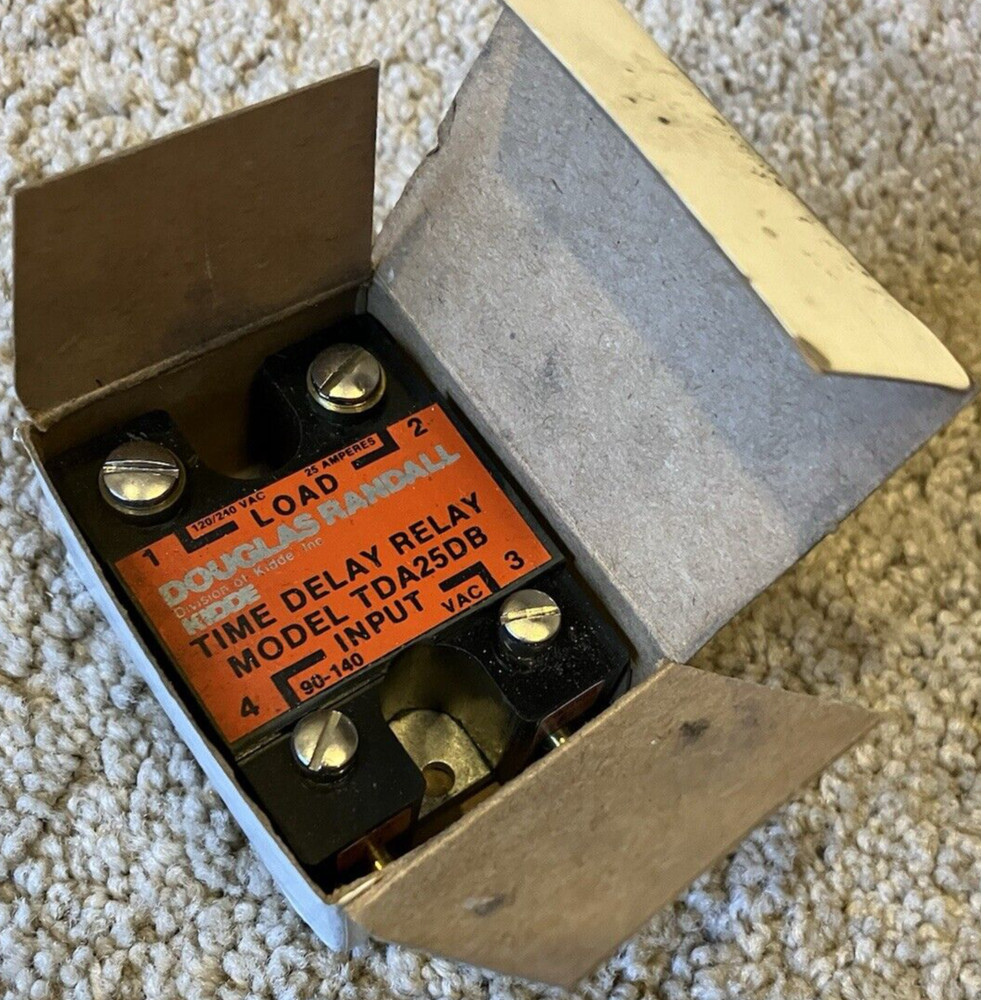 120/240 VAC 25 AMPERES
1 LOAD 2
DOUGLAS RANDALL
Division of Kidde, Inc.
KIDDE
TIME DELAY RELAY
MODEL TDA25DB
INPUT
4 90-140 VAC 3